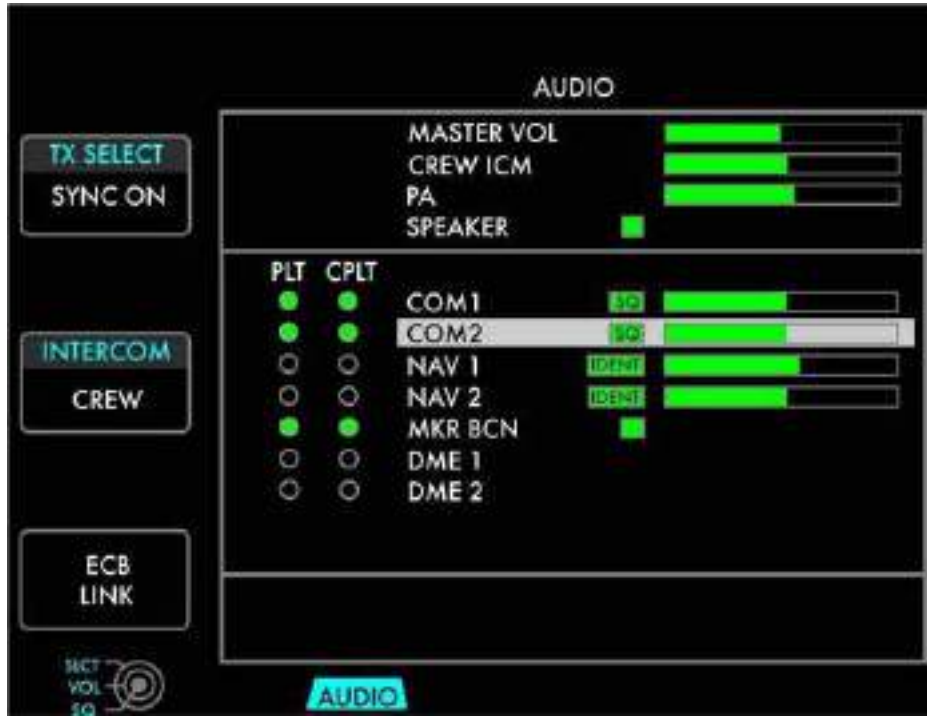 AUDIO
TX SELECT
SYNC ON
MASTER VOL
CREW ICM
PA
SPEAKER
PLT CPLT
COM1 SQ
COM2 SQ
INTERCOM
CREW
NAV 1 IDENT
NAV 2 IDENT
MKR BCN
DME 1
DME 2
ECB
LINK
SECT
VOL
SQ
AUDIO